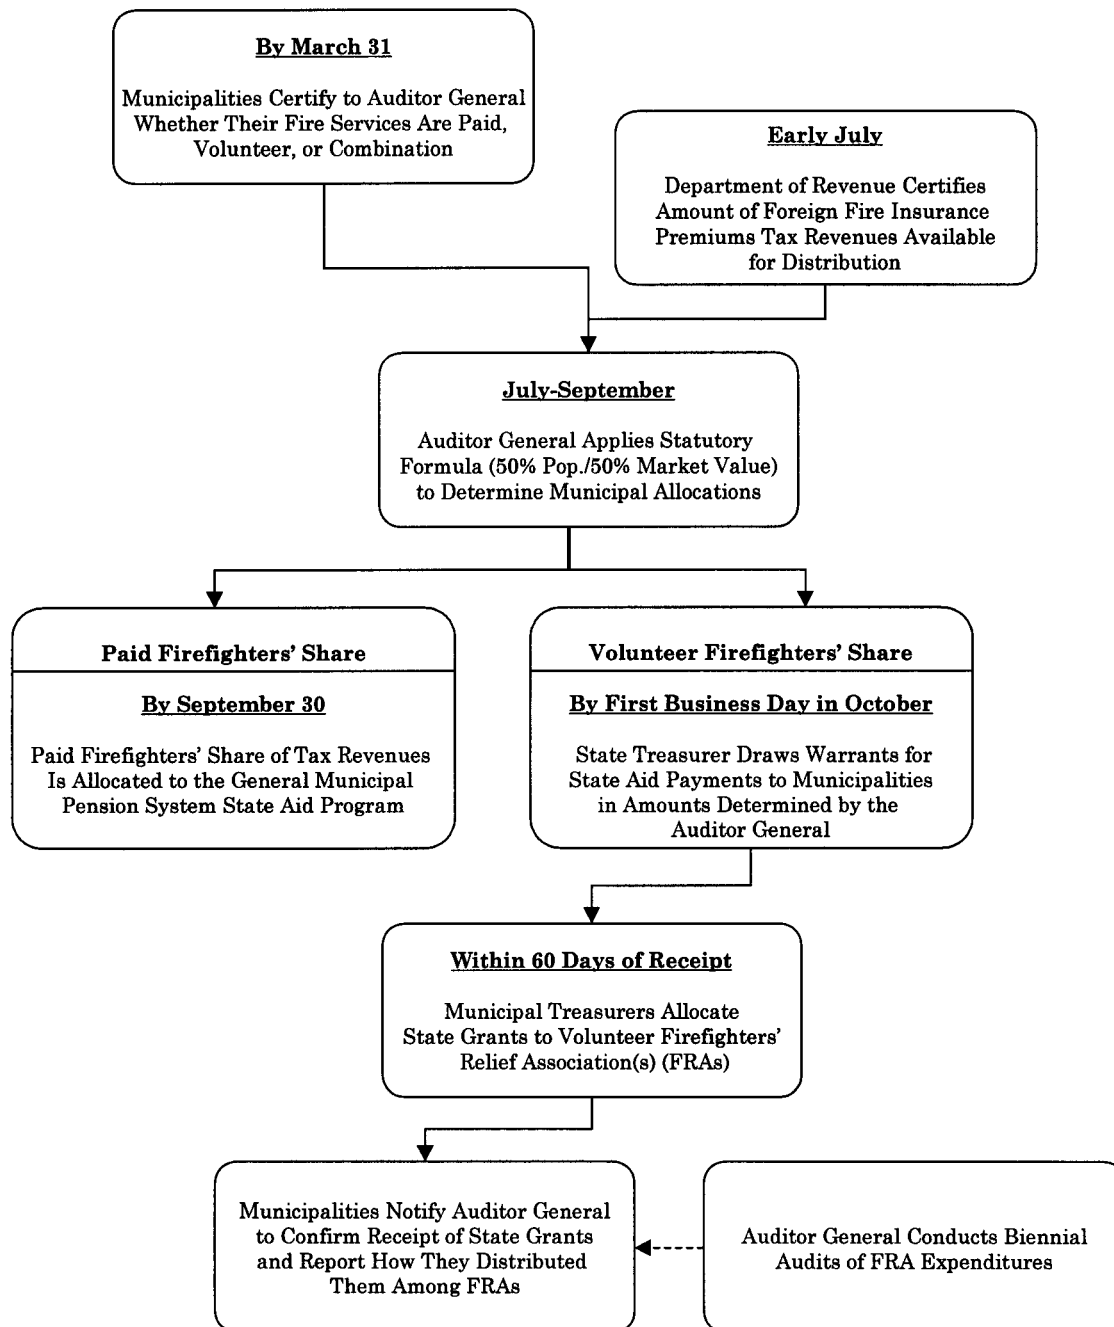 By March 31
Municipalities Certify to Auditor General
Whether Their Fire Services Are Paid,
Volunteer, or Combination
Early July
Department of Revenue Certifies
Amount of Foreign Fire Insurance
Premiums Tax Revenues Available
for Distribution
July-September
Auditor General Applies Statutory
Formula (50% Pop./50% Market Value)
to Determine Municipal Allocations
Paid Firefighters' Share
By September 30
Paid Firefighters' Share of Tax Revenues
Is Allocated to the General Municipal
Pension System State Aid Program
Volunteer Firefighters' Share
By First Business Day in October
State Treasurer Draws Warrants for
State Aid Payments to Municipalities
in Amounts Determined by the
Auditor General
Within 60 Days of Receipt
Municipal Treasurers Allocate
State Grants to Volunteer Firefighters'
Relief Association(s) (FRAs)
Municipalities Notify Auditor General
to Confirm Receipt of State Grants
and Report How They Distributed
Them Among FRAs
Auditor General Conducts Biennial
Audits of FRA Expenditures